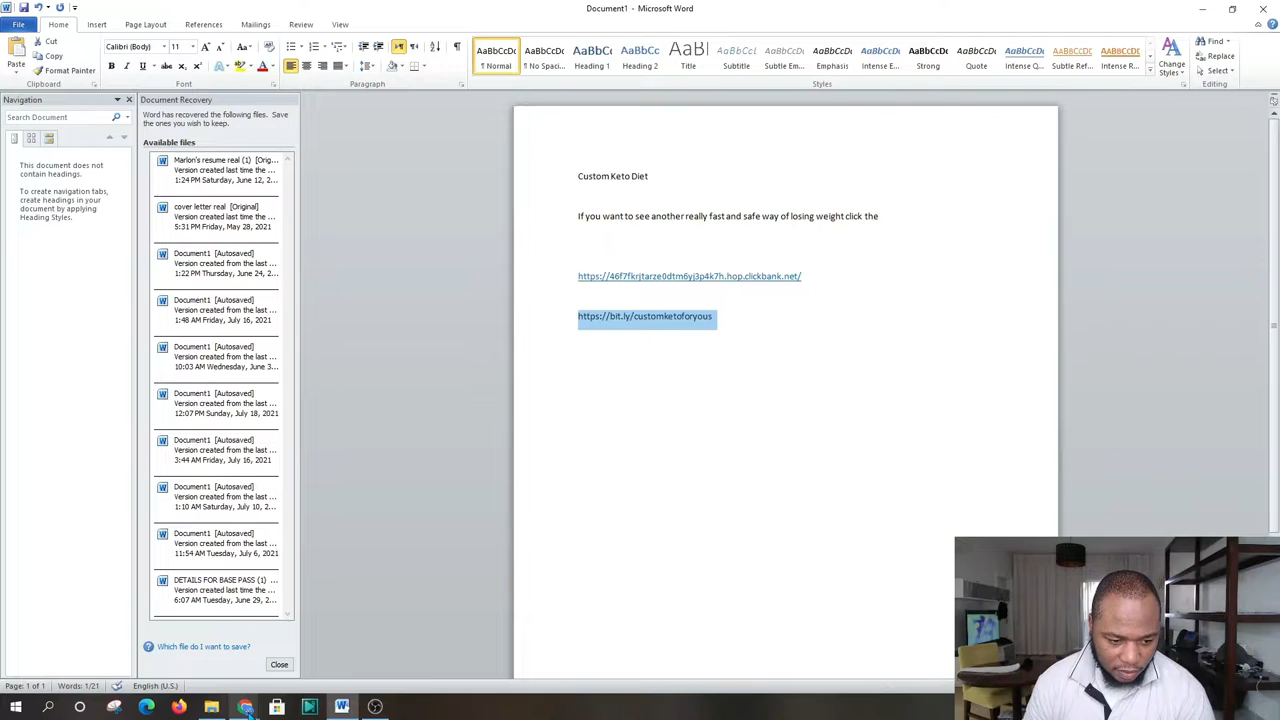 Document1 - Microsoft Word
File Home Insert Page Layout References Mailings Review View
Paste
Cut
Copy
Format Painter
Clipboard
Calibri (Body) 11
Font
Paragraph
AaBbCcDc AaBbCcDc AaBbCc AaBbCc AaBl AaBbCcL AaBbCcDc AaBbCcDc AaBbCcDc AaBbCcDc AaBbCcDc AaBbCcDc AaBbCcDc
¶ Normal ¶ No Spaci... Heading 1 Heading 2 Title Subtitle Subtle Em... Emphasis Intense E... Strong Quote Intense Q... Subtle Ref... Intense R...
Styles
Change Styles
Find
Replace
Select
Editing
Navigation
Search Document
This document does not
contain headings.
To create navigation tabs,
create headings in your
document by applying
Heading Styles.
Document Recovery
Word has recovered the following files. Save
the ones you wish to keep.
Available files
Marlon's resume real (1) [Orig...
Version created last time the ...
1:24 PM Saturday, June 12, 2...
cover letter real [Original]
Version created last time the ...
5:31 PM Friday, May 28, 2021
Document1 [Autosaved]
Version created from the last ...
1:22 PM Thursday, June 24, 2...
Document1 [Autosaved]
Version created from the last ...
1:48 AM Friday, July 16, 2021
Document1 [Autosaved]
Version created from the last ...
10:03 AM Wednesday, June 3...
Document1 [Autosaved]
Version created from the last ...
12:07 PM Sunday, July 18, 2021
Document1 [Autosaved]
Version created from the last ...
3:44 AM Friday, July 16, 2021
Document1 [Autosaved]
Version created from the last ...
1:10 AM Saturday, July 10, 2...
Document1 [Autosaved]
Version created from the last ...
11:54 AM Tuesday, July 6, 2021
DETAILS FOR BASE PASS (1) ...
Version created last time the ...
6:07 AM Tuesday, June 29, 2...
Which file do I want to save?
Close
Custom Keto Diet
If you want to see another really fast and safe way of losing weight click the
https://46f7fkrjtarze0dtm6yj3p4k7h.hop.clickbank.net/
https://bit.ly/customketoforyous
Page: 1 of 1 Words: 1/21 English (U.S.)